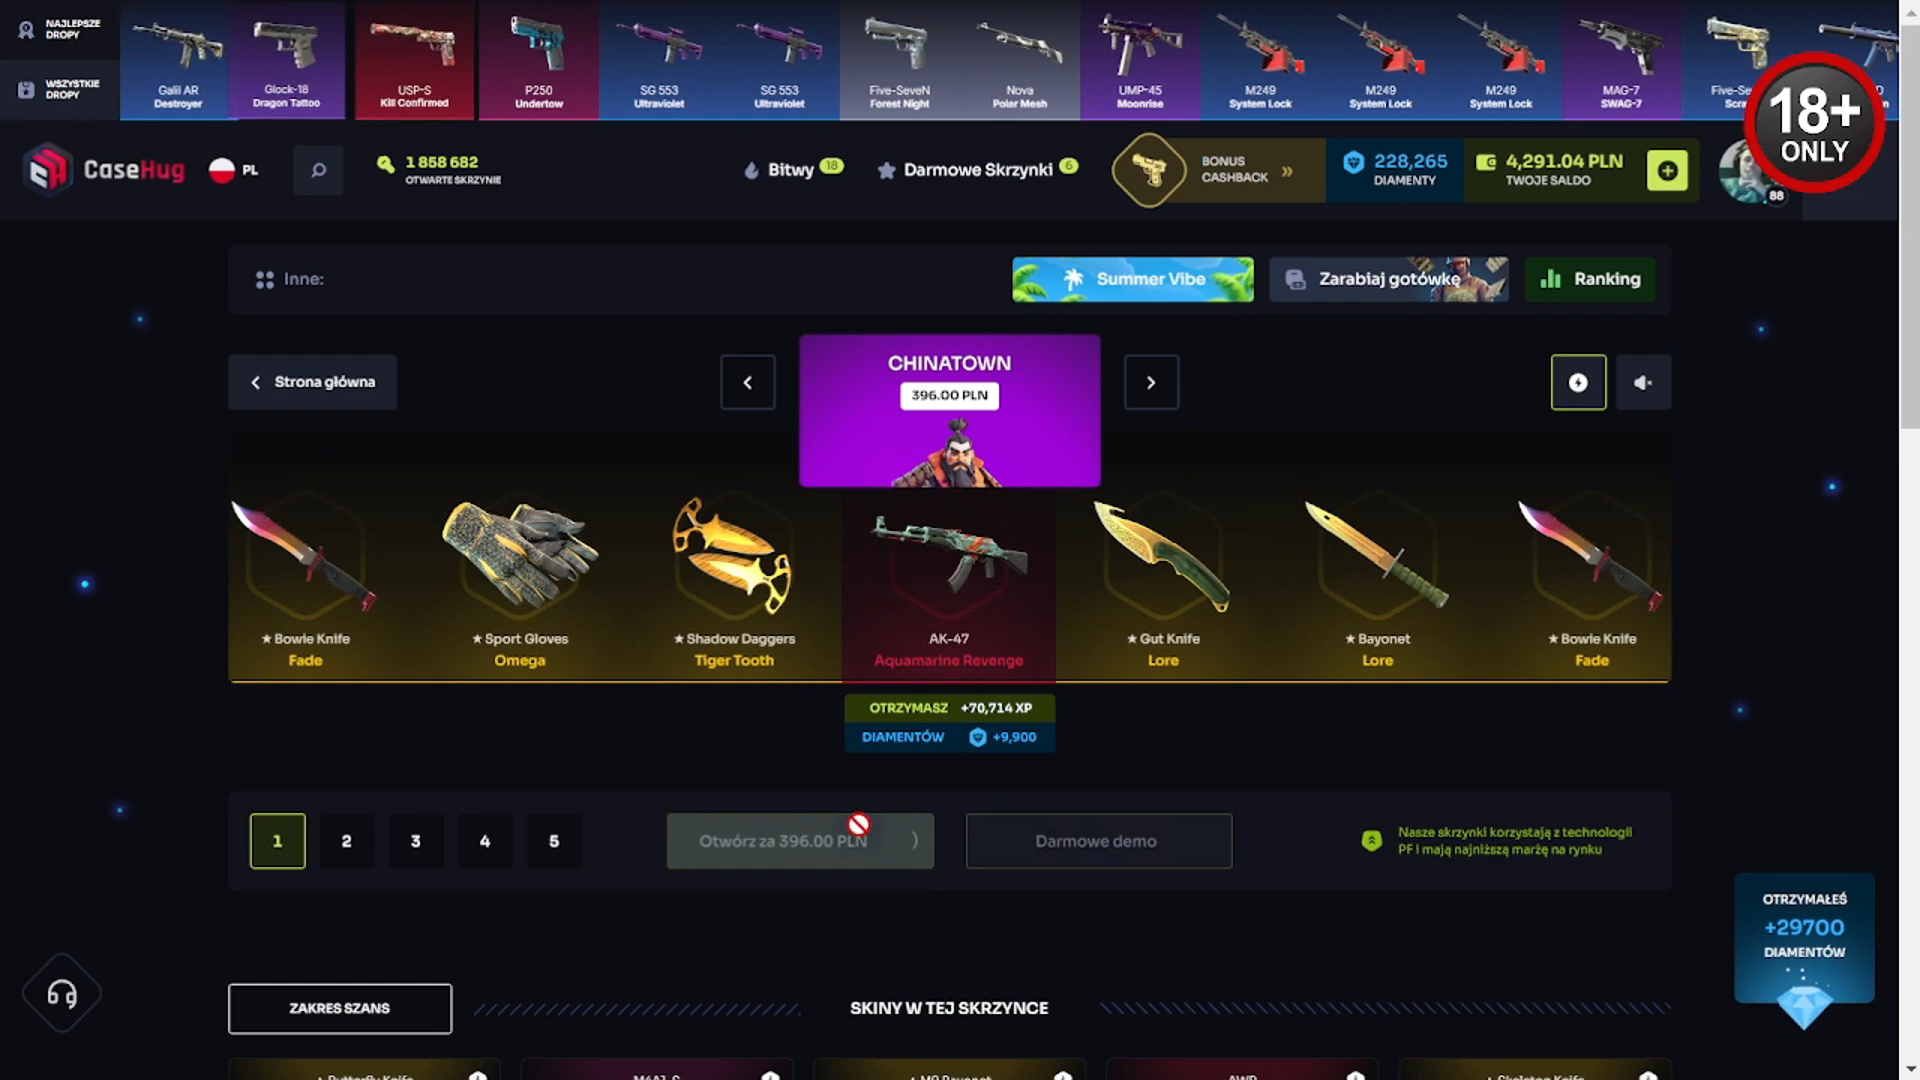 NAJLEPSZE
DROPY
WSZYSTKIE
DROPY
Galil AR
Destroyer
Glock-18
Dragon Tattoo
USP-S
Kill Confirmed
P250
Undertow
SG 553
Ultraviolet
SG 553
Ultraviolet
Five-SeveN
Forest Night
Nova
Polar Mesh
UMP-45
Moonrise
M249
System Lock
M249
System Lock
M249
System Lock
MAG-7
SWAG-7
18+
ONLY
CaseHug
PL
1 858 682
OTWARTE SKRZYNIE
Bitwy 18
Darmowe Skrzynki 6
BONUS
CASHBACK »
228,265
DIAMENTY
4,291.04 PLN
TWOJE SALDO
88
Inne:
Summer Vibe
Zarabiaj gotówkę
Ranking
Strona główna
CHINATOWN
396.00 PLN
★ Bowie Knife
Fade
★ Sport Gloves
Omega
★ Shadow Daggers
Tiger Tooth
AK-47
Aquamarine Revenge
★ Gut Knife
Lore
★ Bayonet
Lore
★ Bowie Knife
Fade
OTRZYMASZ +70,714 XP
DIAMENTÓW +9,900
1 2 3 4 5
Otwórz za 396.00 PLN
Darmowe demo
Nasze skrzynki korzystają z technologii
PF i mają najniższą marżę na rynku
OTRZYMAŁEŚ
+29700
DIAMENTÓW
ZAKRES SZANS
SKINY W TEJ SKRZYNCE